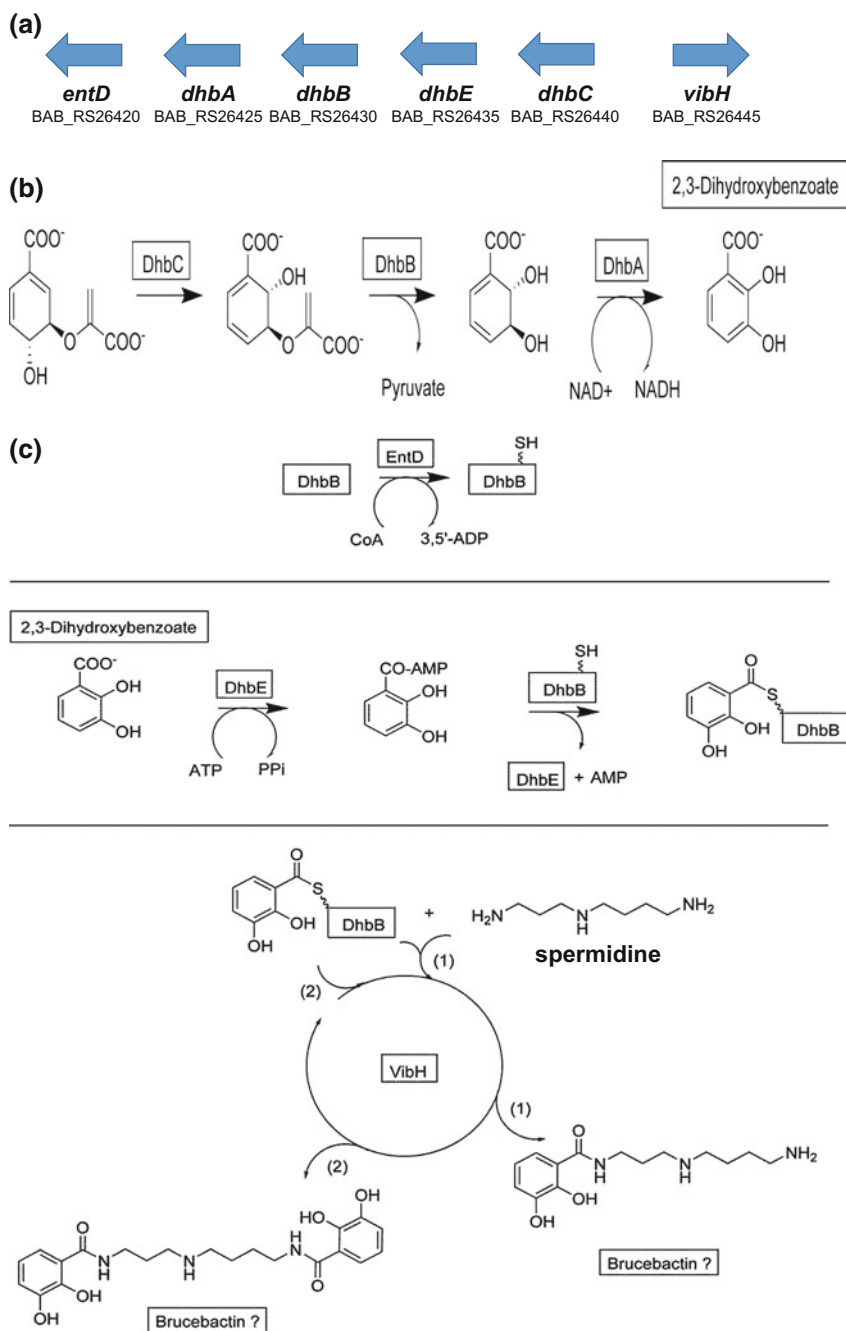 (a)
entD dhbA dhbB dhbE dhbC vibH
BAB_RS26420 BAB_RS26425 BAB_RS26430 BAB_RS26435 BAB_RS26440 BAB_RS26445
(b)
2,3-Dihydroxybenzoate
COO- DhbC COO- OH DhbB COO- OH DhbA COO- OH
O COO- OH
O COO-
OH
OH
Pyruvate
NAD+ NADH
(c)
DhbB EntD SH DhbB
CoA 3,5'-ADP
2,3-Dihydroxybenzoate
COO- OH OH
DhbE
ATP PPi
CO-AMP OH OH
SH
DhbB
DhbE + AMP
O S OH OH DhbB
O S OH OH DhbB
+
H2N N H NH2
spermidine
(1)
(2)
VibH
(1)
(2)
O N H N H NH2 OH OH
Brucebactin ?
O N H N H H N O OH OH OH OH
Brucebactin ?